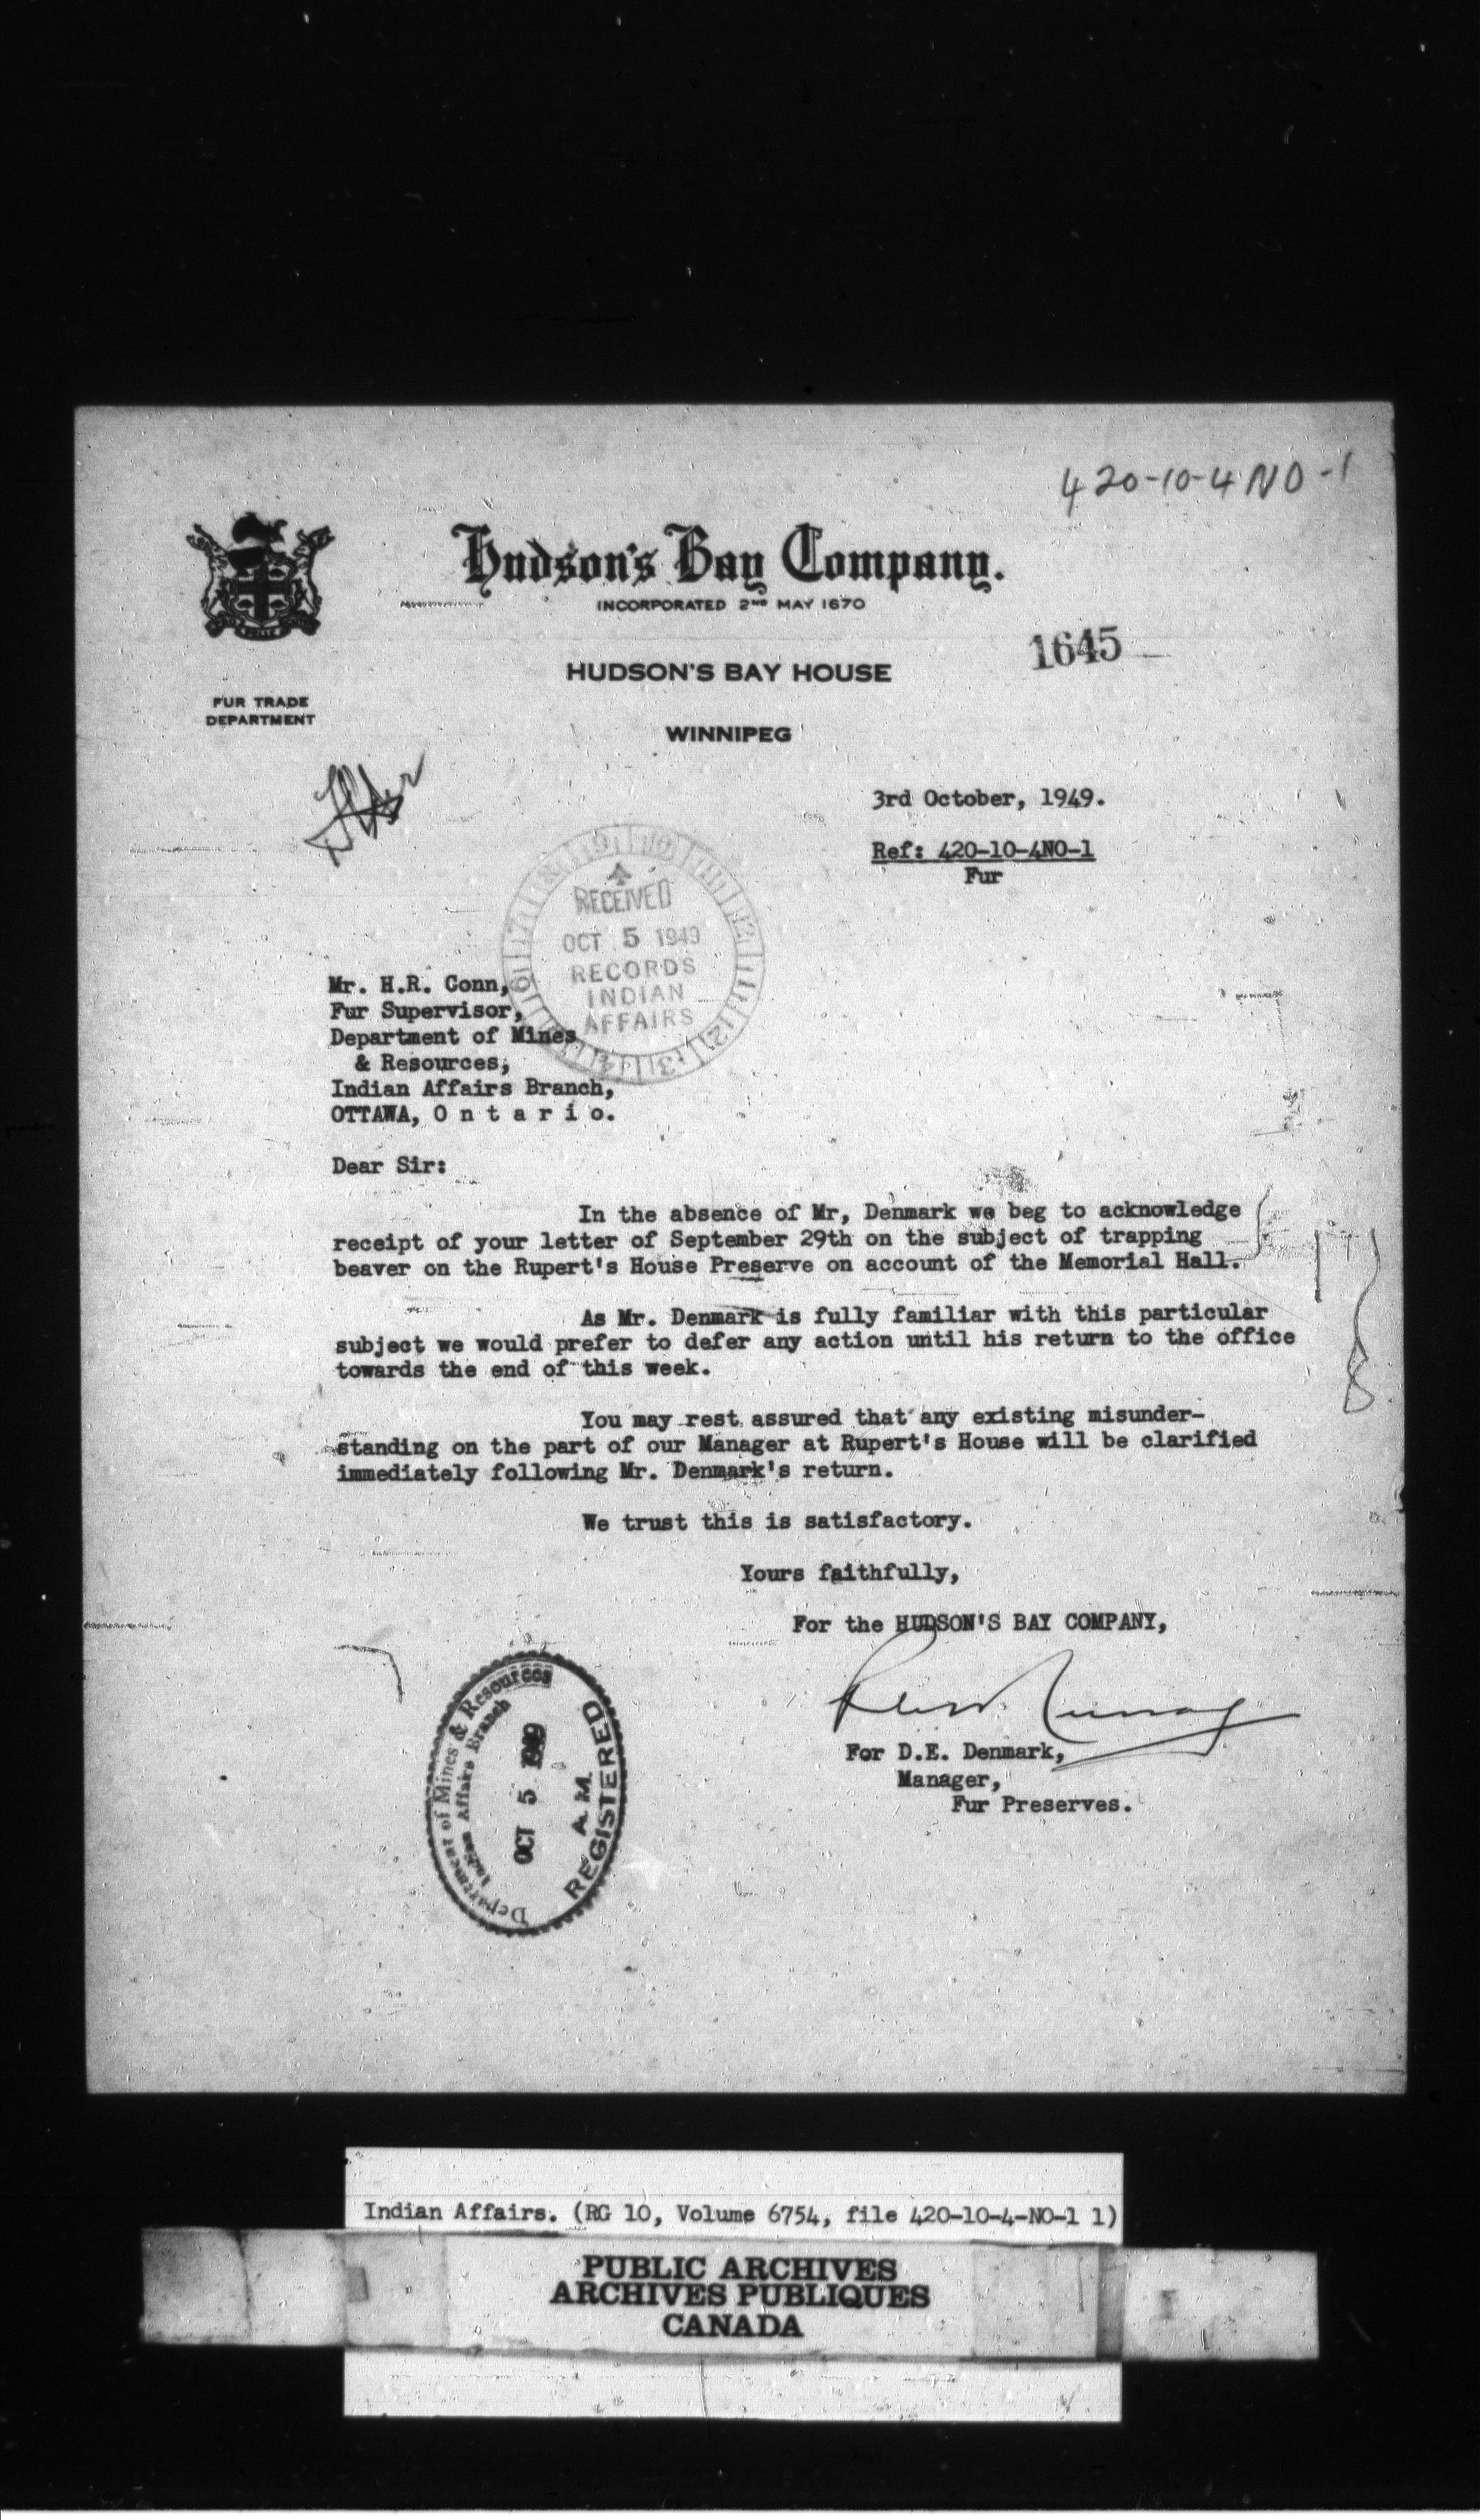 420-10-4 NO-1
Hudson's Bay Company.
INCORPORATED 2ND MAY 1670
1645
HUDSON'S BAY HOUSE
FUR TRADE
DEPARTMENT
WINNIPEG
3rd October, 1949.
Ref: 420-10-4NO-1
Fur
RECEIVED
OCT 5 1949
RECORDS
INDIAN
AFFAIRS
Mr. H.R. Conn,
Fur Supervisor,
Department of Mines
& Resources,
Indian Affairs Branch,
OTTAWA, O n t a r i o.
Dear Sir:
In the absence of Mr, Denmark we beg to acknowledge
receipt of your letter of September 29th on the subject of trapping
beaver on the Rupert's House Preserve on account of the Memorial Hall.
As Mr. Denmark is fully familiar with this particular
subject we would prefer to defer any action until his return to the office
towards the end of this week.
You may rest assured that any existing misunder-
standing on the part of our Manager at Rupert's House will be clarified
immediately following Mr. Denmark's return.
We trust this is satisfactory.
Yours faithfully,
For the HUDSON'S BAY COMPANY,
For D.E. Denmark,
Manager,
Fur Preserves.
Department of Mines & Resources
Indian Affairs Branch
OCT 5 1949
A.M.
REGISTERED
Indian Affairs. (RG 10, Volume 6754, file 420-10-4-NO-1 1)
PUBLIC ARCHIVES
ARCHIVES PUBLIQUES
CANADA